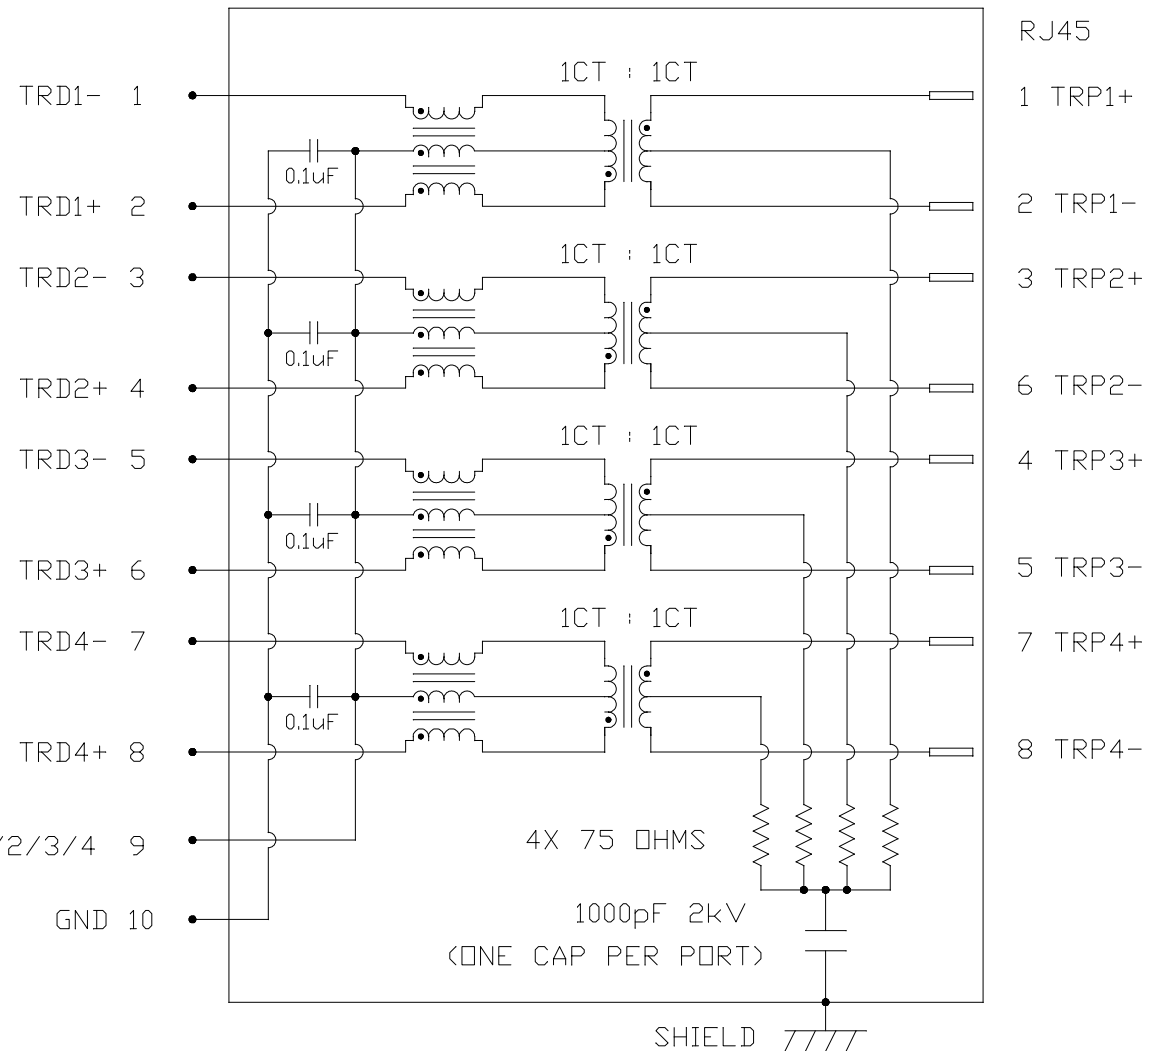 RJ45
1CT : 1CT
TRD1- 1
1 TRP1+
0.1uF
TRD1+ 2
2 TRP1-
1CT : 1CT
TRD2- 3
3 TRP2+
0.1uF
TRD2+ 4
6 TRP2-
1CT : 1CT
TRD3- 5
4 TRP3+
0.1uF
TRD3+ 6
5 TRP3-
1CT : 1CT
TRD4- 7
7 TRP4+
0.1uF
TRD4+ 8
8 TRP4-
/2/3/4 9
4X 75 OHMS
GND 10
1000pF 2kV
(ONE CAP PER PORT)
SHIELD